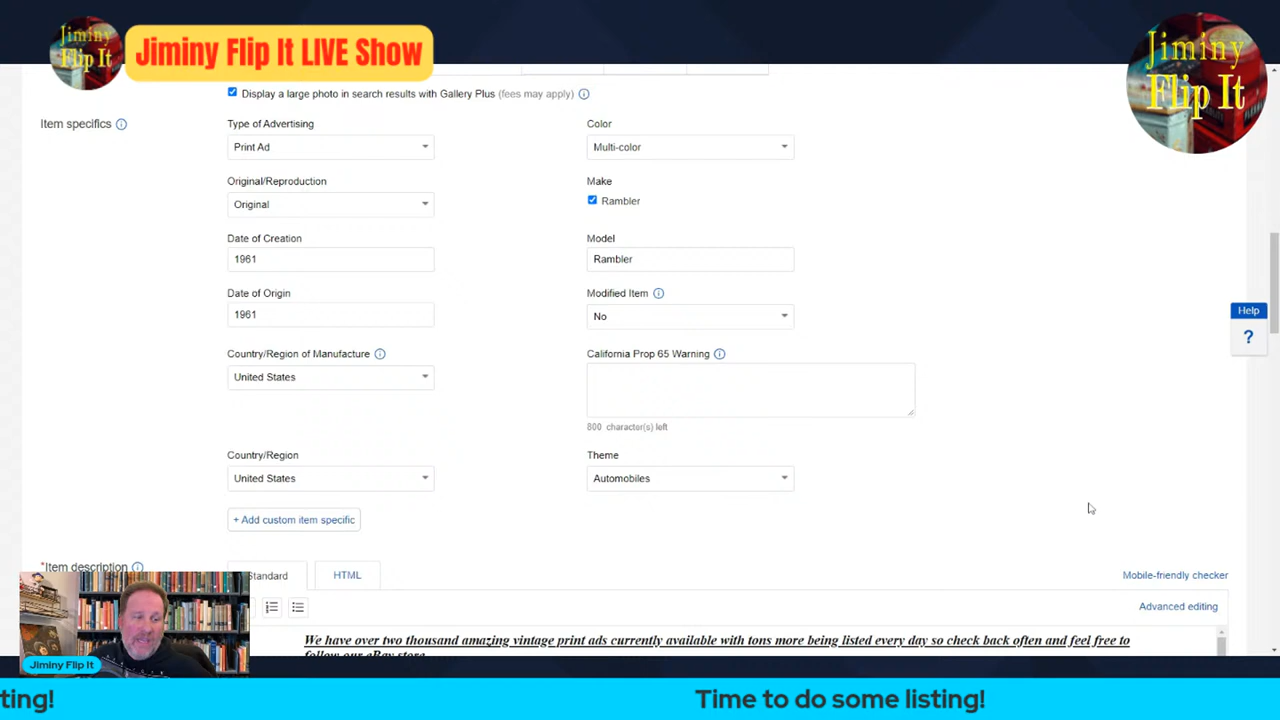 Jiminy Flip It
Jiminy Flip It LIVE Show
Jiminy Flip It
Display a large photo in search results with Gallery Plus (fees may apply)
Item specifics
Type of Advertising
Print Ad
Color
Multi-color
Original/Reproduction
Original
Make
Rambler
Date of Creation
1961
Model
Rambler
Date of Origin
1961
Modified Item
No
Help
?
Country/Region of Manufacture
United States
California Prop 65 Warning
800 character(s) left
Country/Region
United States
Theme
Automobiles
+ Add custom item specific
*Item description
Standard
HTML
Mobile-friendly checker
Advanced editing
We have over two thousand amazing vintage print ads currently available with tons more being listed every day so check back often and feel free to
follow our eBay store
Jiminy Flip It
ting!
Time to do some listing!